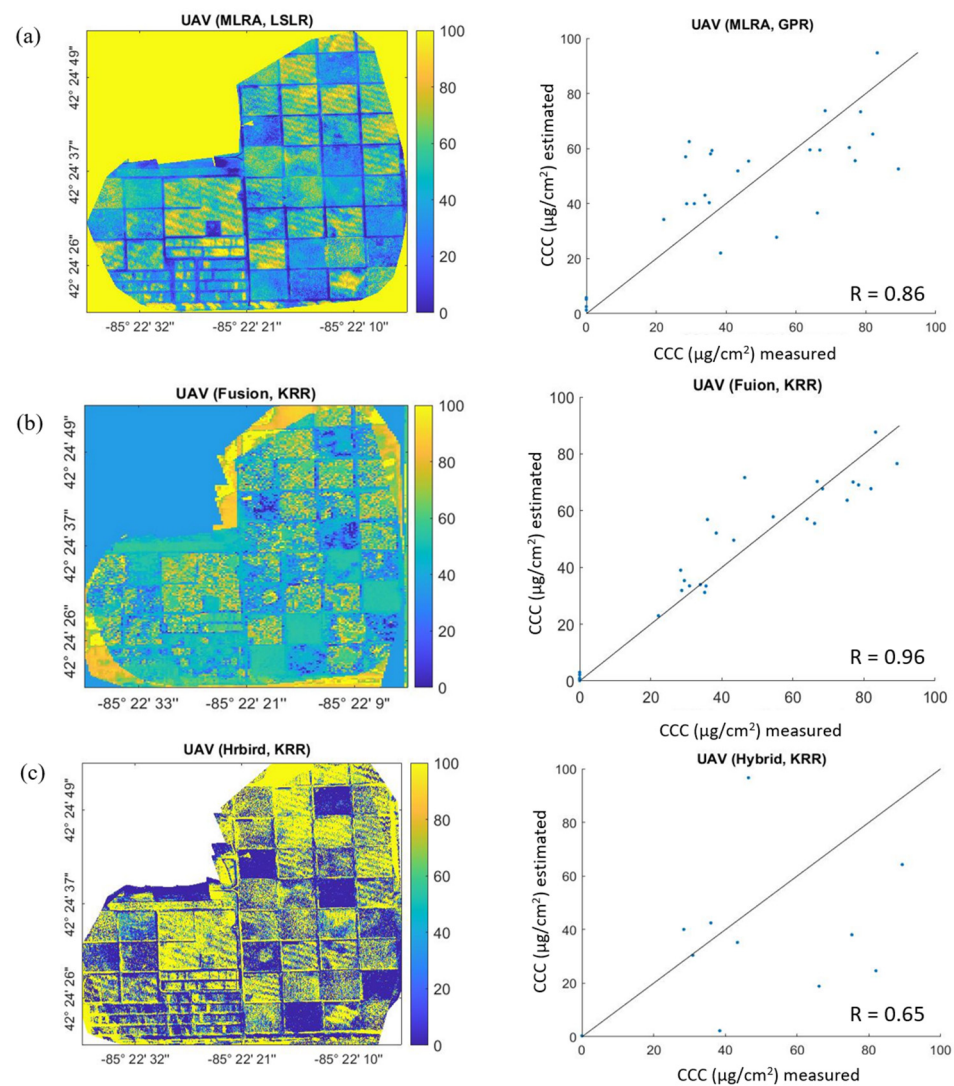 (a)
UAV (MLRA, LSLR)
42° 24' 49"
42° 24' 37"
42° 24' 26"
-85° 22' 32" -85° 22' 21" -85° 22' 10"
100
80
60
40
20
0
UAV (MLRA, GPR)
CCC (µg/cm²) estimated
100
80
60
40
20
0
0 20 40 60 80 100
R = 0.86
CCC (µg/cm²) measured
(b)
UAV (Fusion, KRR)
42° 24' 49"
42° 24' 37"
42° 24' 26"
-85° 22' 33" -85° 22' 21" -85° 22' 9"
100
80
60
40
20
0
UAV (Fuion, KRR)
CCC (µg/cm²) estimated
100
80
60
40
20
0
0 20 40 60 80 100
R = 0.96
CCC (µg/cm²) measured
(c)
UAV (Hrbird, KRR)
42° 24' 49"
42° 24' 37"
42° 24' 26"
-85° 22' 32" -85° 22' 21" -85° 22' 10"
100
80
60
40
20
0
UAV (Hybrid, KRR)
CCC (µg/cm²) estimated
100
80
60
40
20
0
0 20 40 60 80 100
R = 0.65
CCC (µg/cm²) measured